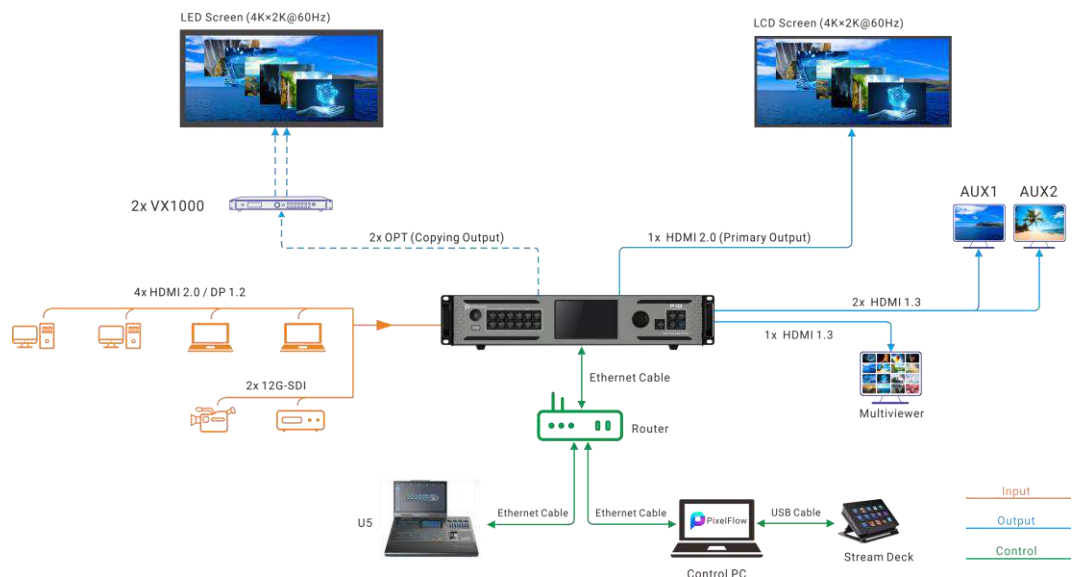 LED Screen (4K×2K@60Hz)
LCD Screen (4K×2K@60Hz)
AUX1
AUX2
2x VX1000
2x OPT (Copying Output)
1x HDMI 2.0 (Primary Output)
4x HDMI 2.0 / DP 1.2
P10
2x HDMI 1.3
1x HDMI 1.3
Ethernet Cable
2x 12G-SDI
Multiviewer
Router
U5
Ethernet Cable
Ethernet Cable
PixelFlow
USB Cable
Stream Deck
Control PC
Input
Output
Control